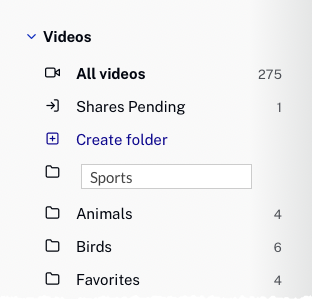 Videos
All videos 275
Shares Pending 1
Create folder
Sports
Animals 4
Birds 6
Favorites 4